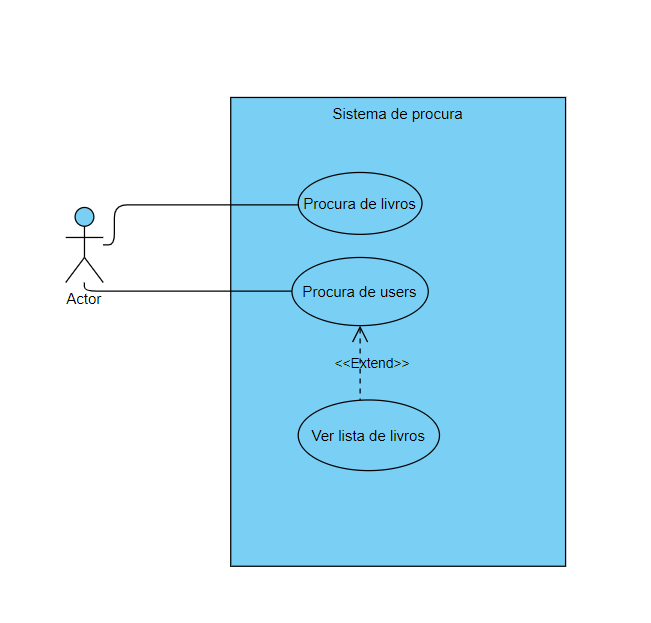 Sistema de procura
Procura de livros
Procura de users
Actor
<<Extend>>
Ver lista de livros